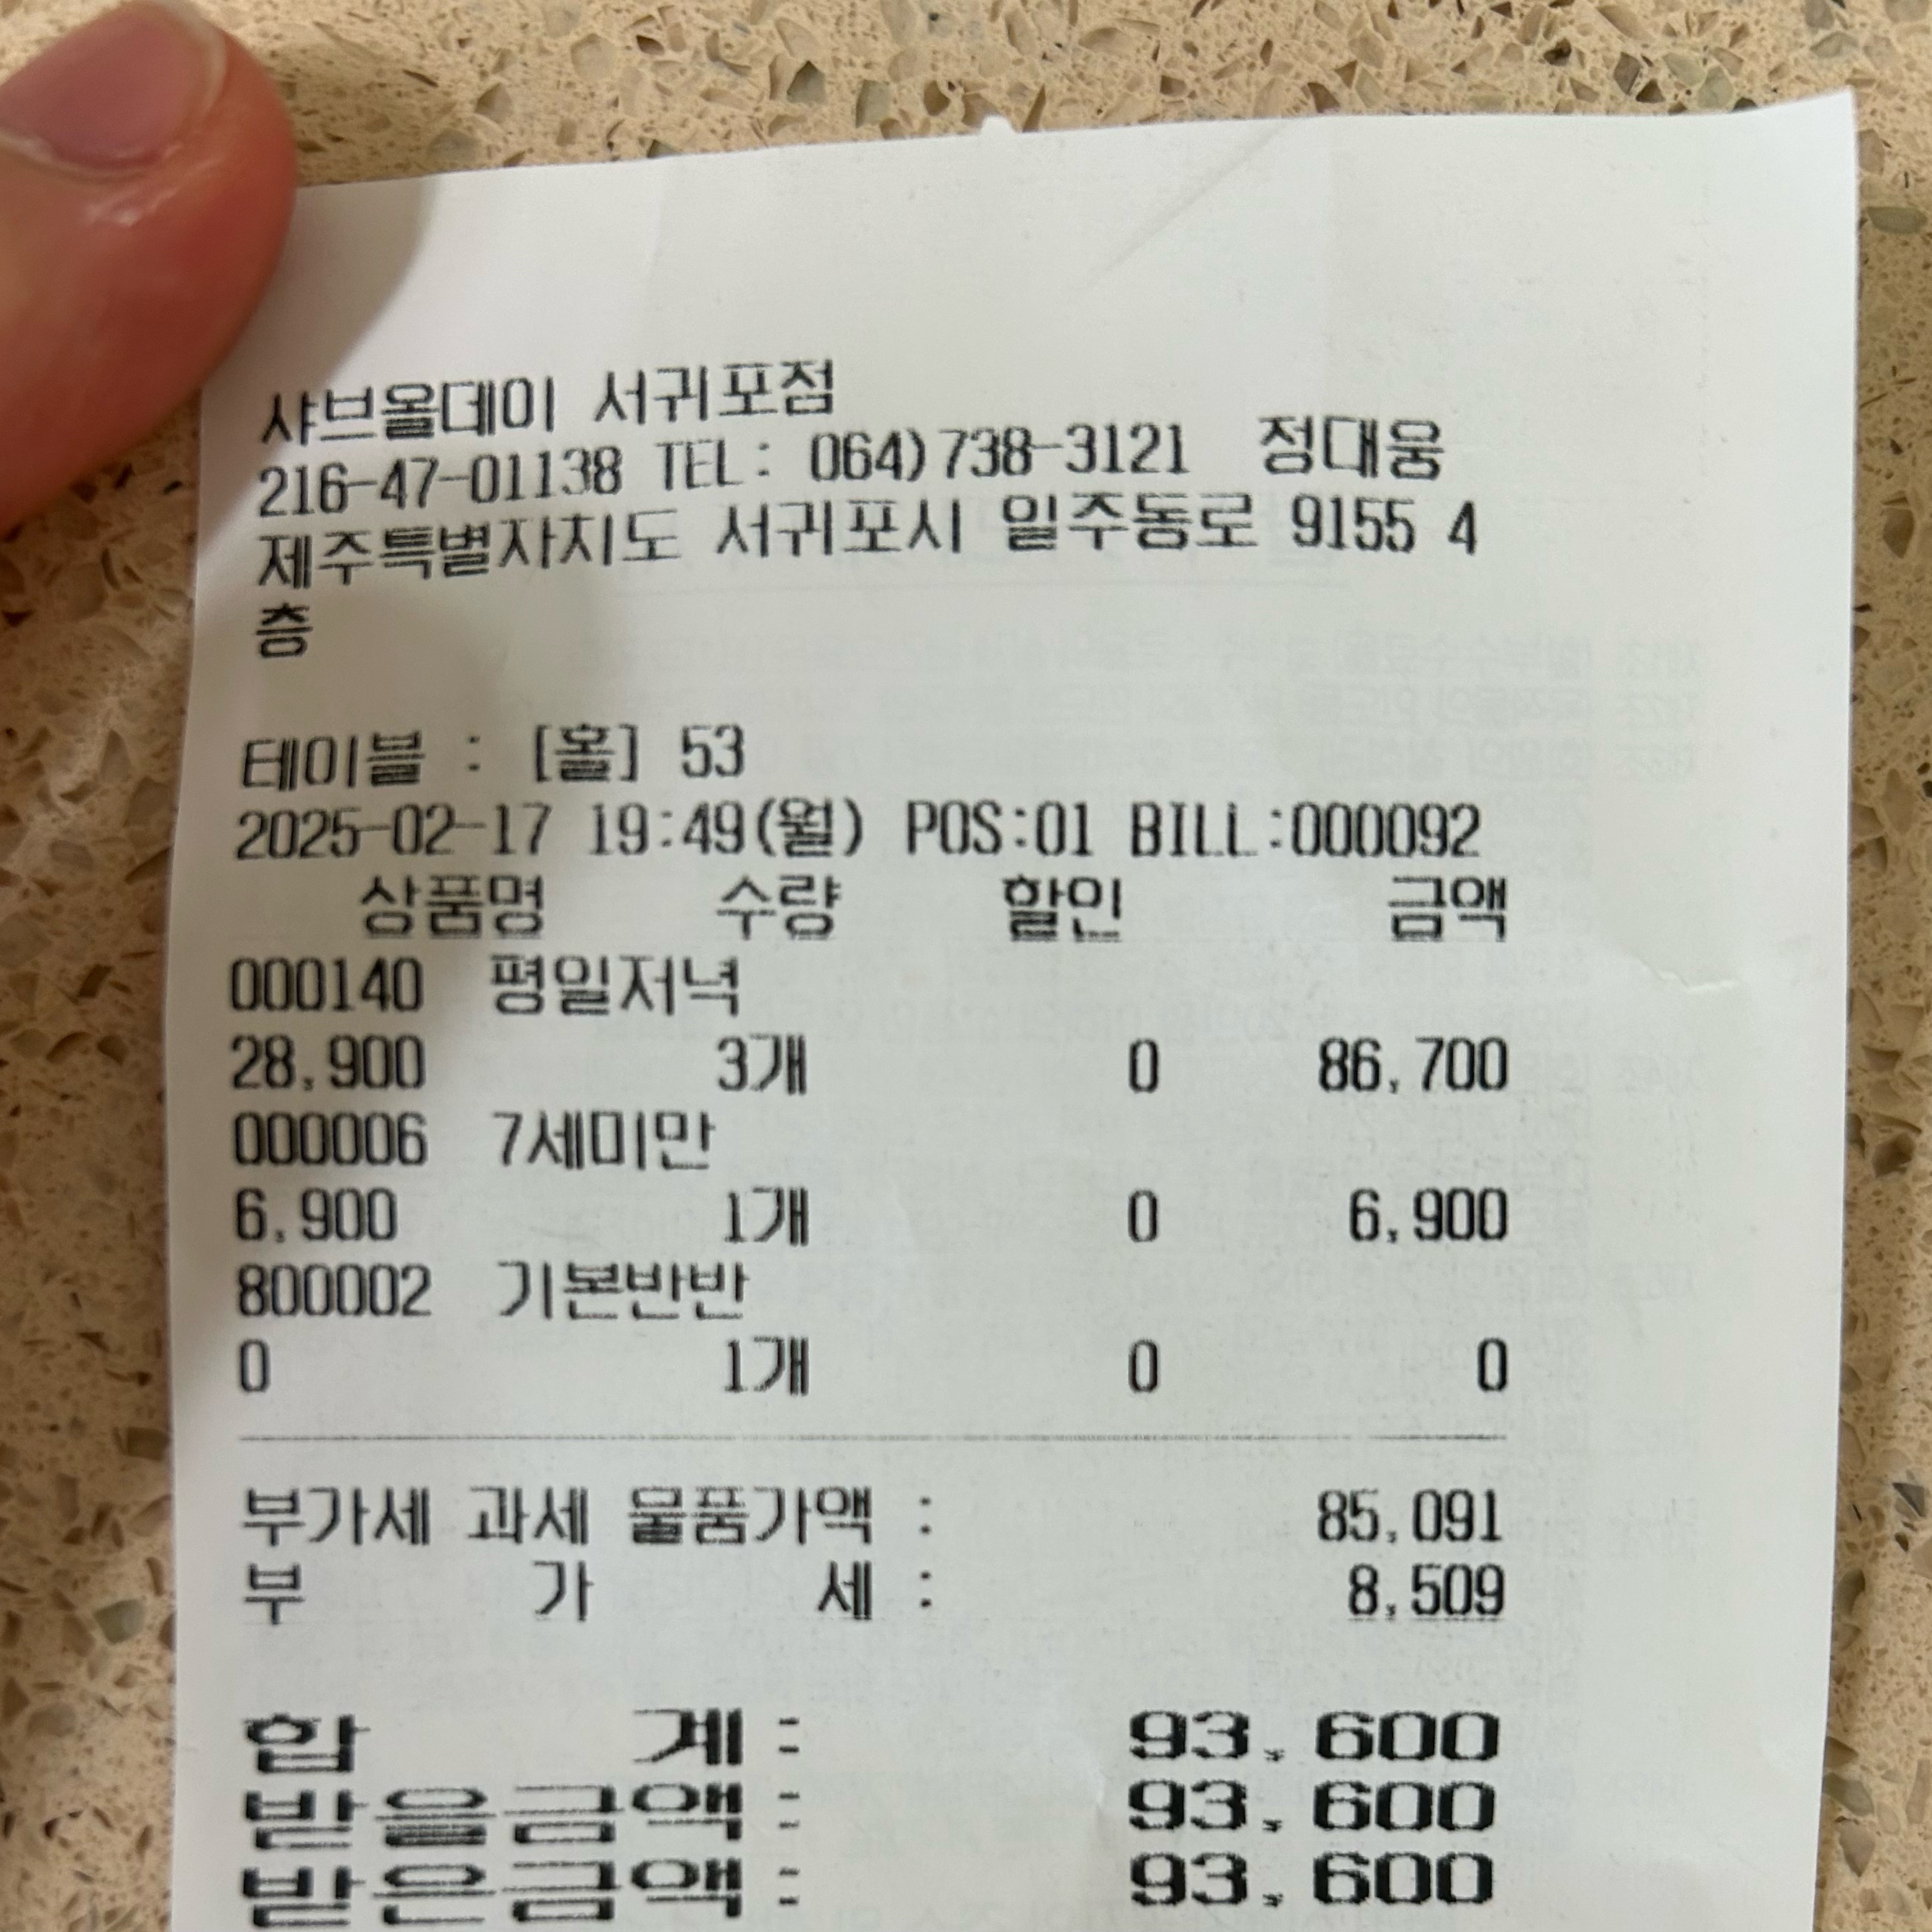 샤브올데이 서귀포점
216-47-01138 TEL: 064)738-3121 정대웅
제주특별자치도 서귀포시 일주동로 9155 4
층
테이블 : [홀] 53
2025-02-17 19:49(월) POS:01 BILL:000092
상품명 수량 할인 금액
000140 평일저녁
28,900 3개 0 86,700
000006 7세미만
6,900 1개 0 6,900
800002 기본반반
0 1개 0 0
부가세 과세 물품가액 : 85,091
부 가 세 : 8,509
합 계 : 93,600
받을금액 : 93,600
받은금액 : 93,600